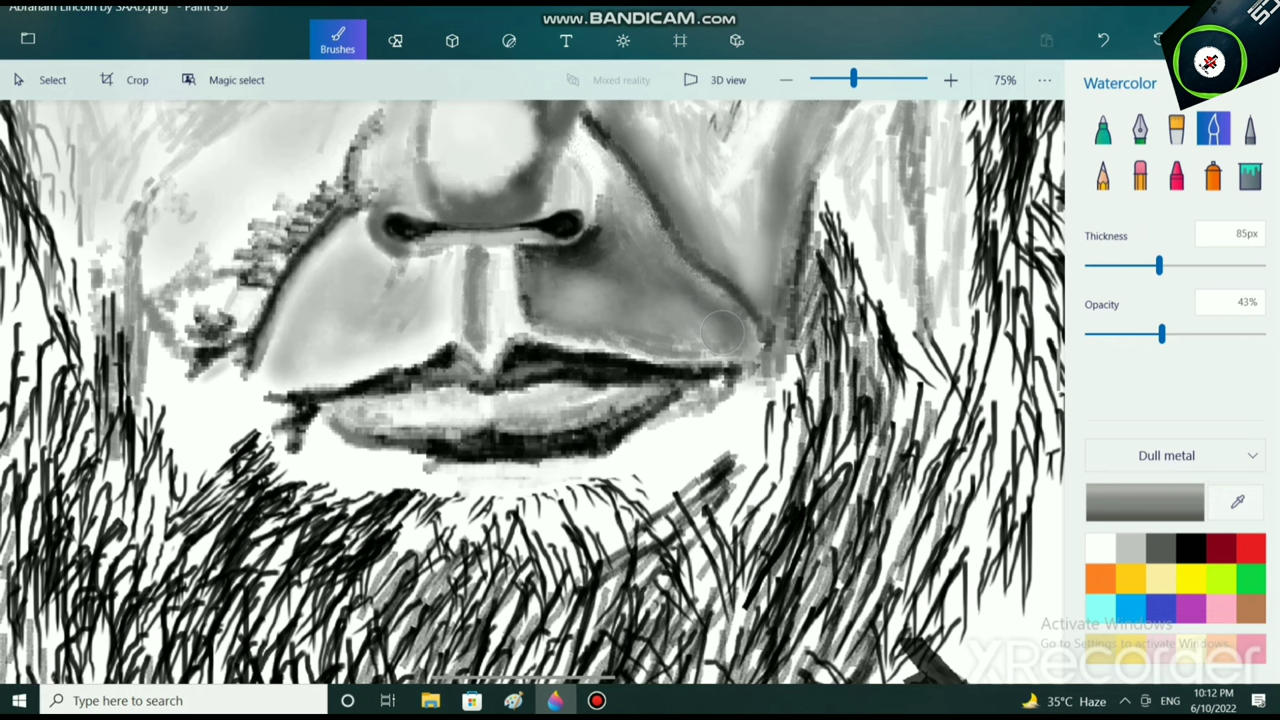 Abraham Lincoln by SAAD.png - Paint 3D
www.BANDICAM.com
Brushes
Select
Crop
Magic select
Mixed reality
3D view
75%
Watercolor
Thickness
85px
Opacity
43%
Dull metal
Activate Windows
Go to Settings to activate Windows.
XRecorder
Type here to search
35°C Haze
ENG
10:12 PM
6/10/2022